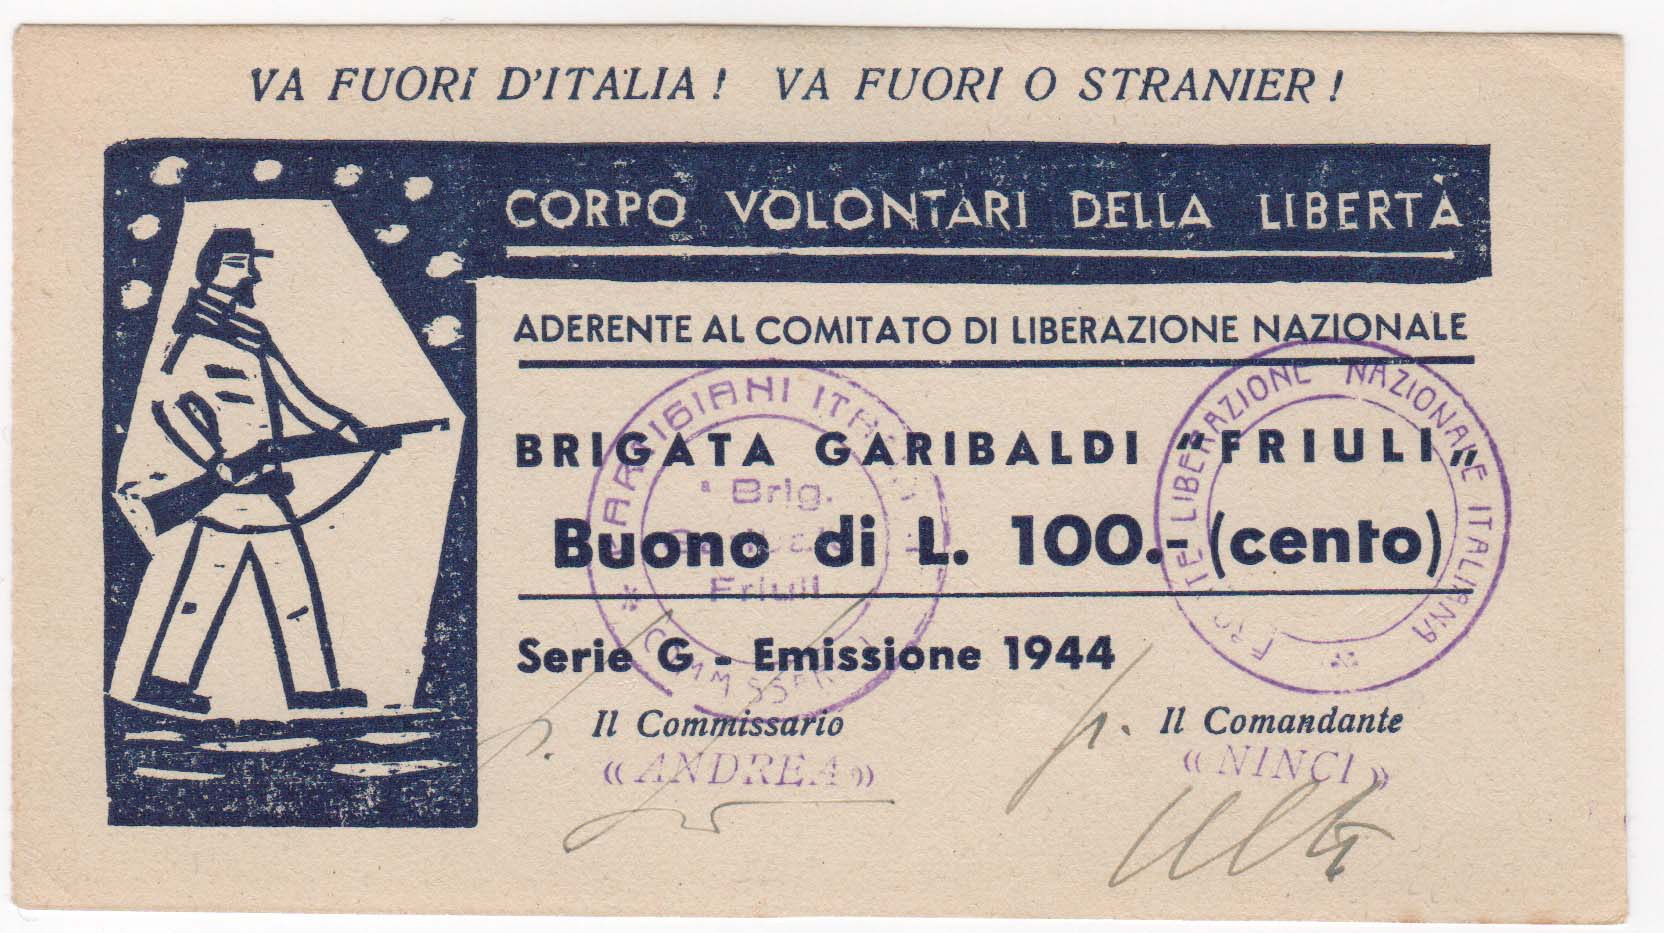 VA FUORI D'ITALIA ! VA FUORI O STRANIER !
CORPO VOLONTARI DELLA LIBERTÀ
ADERENTE AL COMITATO DI LIBERAZIONE NAZIONALE
BRIGATA GARIBALDI "FRIULI"
Buono di L. 100.- (cento)
Serie G - Emissione 1944
Il Commissario
« ANDREA »
Il Comandante
« NINCI »
Brig.
Friuli
LIBERAZIONE NAZIONALE ITALIANA
p.
p.